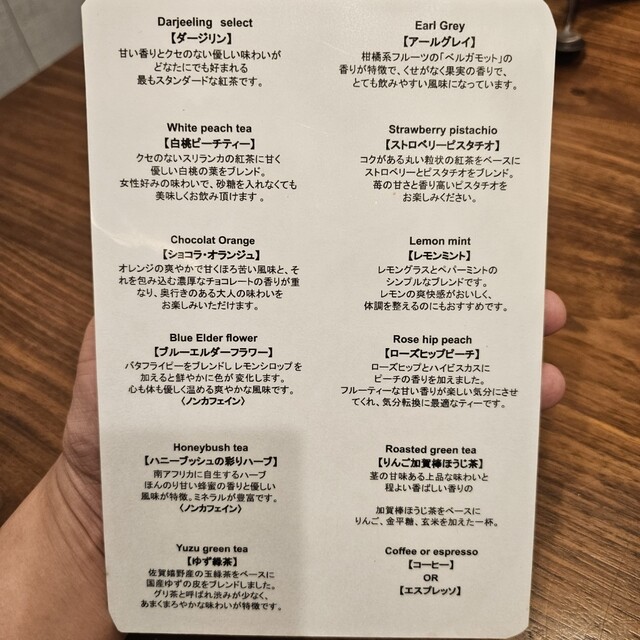 Darjeeling select
【ダージリン】
甘い香りとクセのない優しい味わいが
どなたにでも好まれる
最もスタンダードな紅茶です。
Earl Grey
【アールグレイ】
柑橘系フルーツの「ベルガモット」の
香りが特徴で、くせがなく果実の香りで、
とても飲みやすい風味になっています。
White peach tea
【白桃ピーチティー】
クセのないスリランカの紅茶に甘く
優しい白桃の葉をブレンド。
女性好みの味わいで、砂糖を入れなくても
美味しくお飲み頂けます 。
Strawberry pistachio
【ストロベリーピスタチオ】
コクがある丸い粒状の紅茶をベースに
ストロベリーとピスタチオをブレンド。
苺の甘さと香り高いピスタチオを
お楽しみください。
Chocolat Orange
【ショコラ・オランジュ】
オレンジの爽やかで甘くほろ苦い風味と、そ
れを包み込む濃厚なチョコレートの香りが重
なり、奥行きのある大人の味わいを
お楽しみいただけます。
Lemon mint
【レモンミント】
レモングラスとペパーミントの
シンプルなブレンドです。
レモンの爽快感がおいしく、
体調を整えるのにもおすすめです。
Blue Elder flower
【ブルーエルダーフラワー】
バタフライピーをブレンドし レモンシロップを
加えると鮮やかに色が変化します。
心も体も優しく温める爽やかな風味です。
〈ノンカフェイン〉
Rose hip peach
【ローズヒップピーチ】
ローズヒップとハイビスカスに
ピーチの香りを加えました。
フルーティーな甘い香りが楽しい気分にさせ
てくれ、気分転換に最適なティーです。
Honeybush tea
【ハニーブッシュの彩りハーブ】
南アフリカに自生するハーブ
ほんのり甘い蜂蜜の香りと優しい
風味が特徴。ミネラルが豊富です。
〈ノンカフェイン〉
Roasted green tea
【りんご加賀棒ほうじ茶】
茎の甘味ある上品な味わいと
程よい香ばしい香りの
加賀棒ほうじ茶をベースに
りんご、金平糖、玄米を加えた一杯。
Yuzu green tea
【ゆず緑茶】
佐賀嬉野産の玉緑茶をベースに
国産ゆずの皮をブレンドしました。
グリ茶と呼ばれ渋みが少なく、
あまくまろやかな味わいが特徴です。
Coffee or espresso
【コーヒー】
OR
【エスプレッソ】